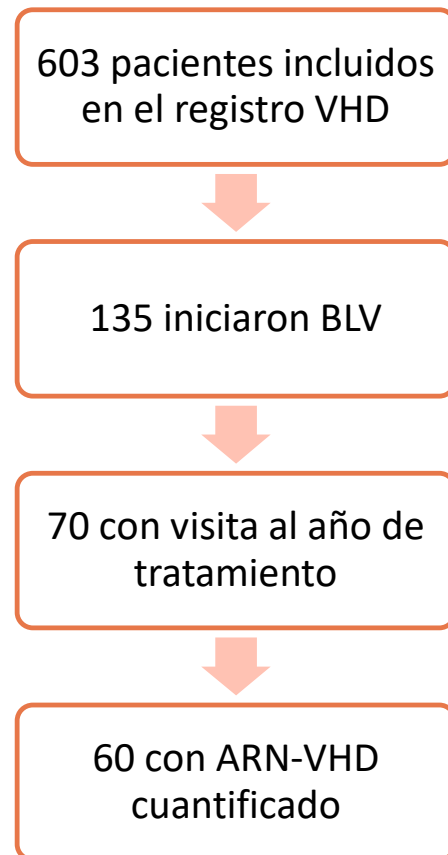 603 pacientes incluidos
en el registro VHD
135 iniciaron BLV
70 con visita al año de
tratamiento
60 con ARN-VHD
cuantificado